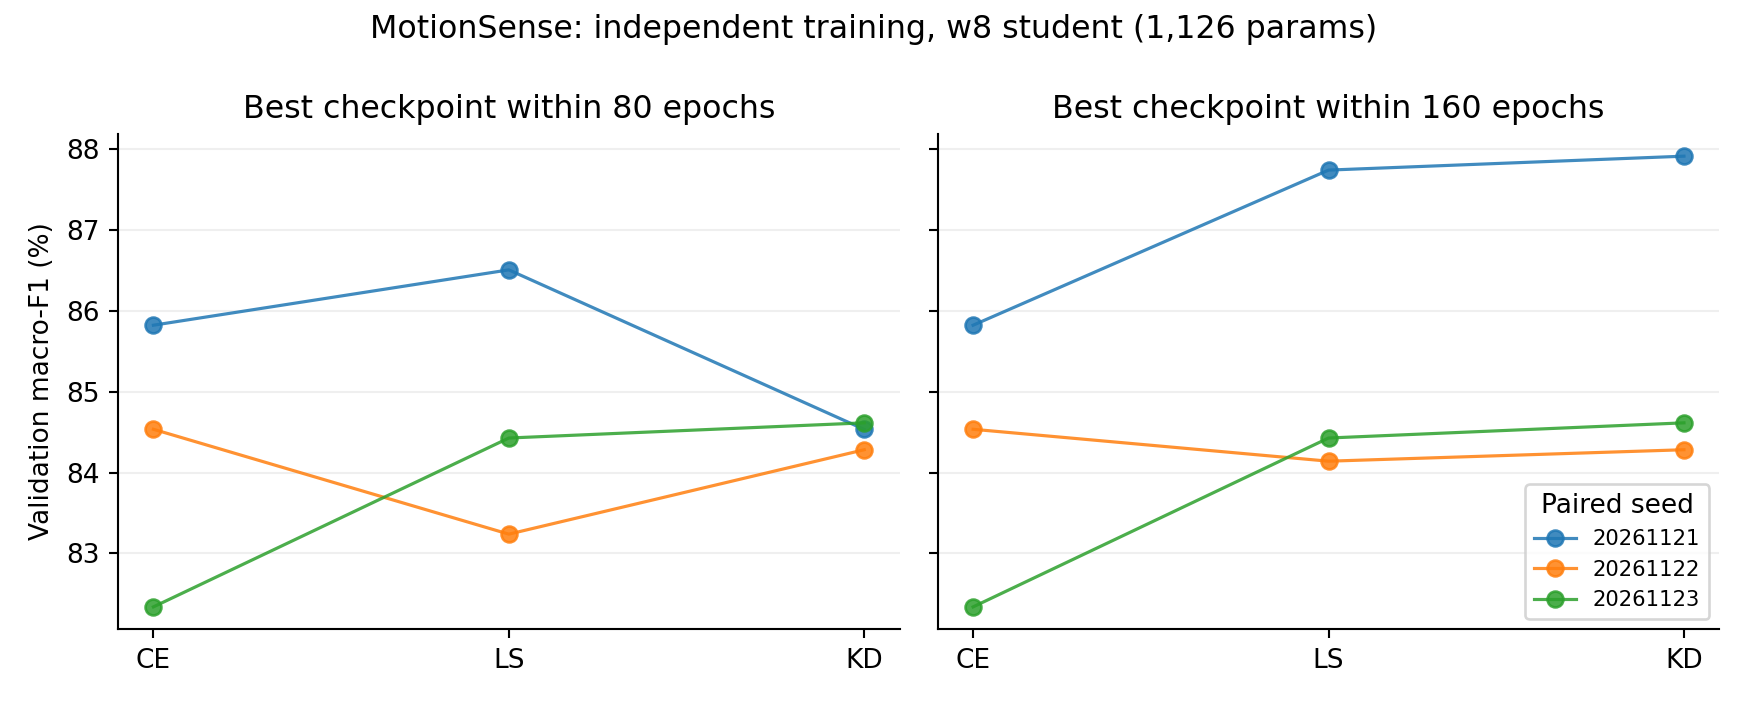 MotionSense: independent training, w8 student (1,126 params)
Best checkpoint within 80 epochs
Best checkpoint within 160 epochs
Validation macro-F1 (%)
88
87
86
85
84
83
CE
LS
KD
CE
LS
KD
Paired seed
20261121
20261122
20261123